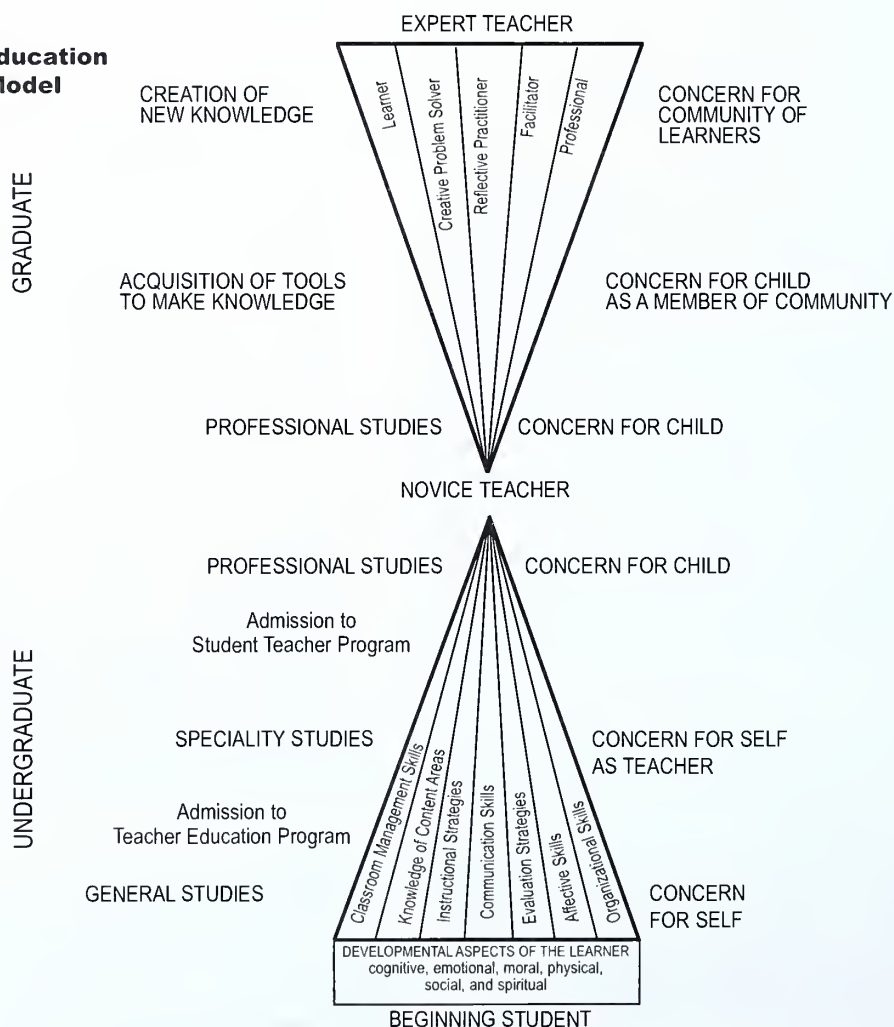 EXPERT TEACHER
ducation
odel
CREATION OF
NEW KNOWLEDGE
Learner
Creative Problem Solver
Reflective Practitioner
Facilitator
Professional
CONCERN FOR
COMMUNITY OF
LEARNERS
GRADUATE
ACQUISITION OF TOOLS
TO MAKE KNOWLEDGE
CONCERN FOR CHILD
AS A MEMBER OF COMMUNITY
PROFESSIONAL STUDIES
CONCERN FOR CHILD
NOVICE TEACHER
PROFESSIONAL STUDIES
CONCERN FOR CHILD
Admission to
Student Teacher Program
UNDERGRADUATE
SPECIALITY STUDIES
CONCERN FOR SELF
AS TEACHER
Admission to
Teacher Education Program
GENERAL STUDIES
Classroom Management Skills
Knowledge of Content Areas
Instructional Strategies
Communication Skills
Evaluation Strategies
Affective Skills
Organizational Skills
CONCERN
FOR SELF
DEVELOPMENTAL ASPECTS OF THE LEARNER
cognitive, emotional, moral, physical,
social, and spiritual
BEGINNING STUDENT